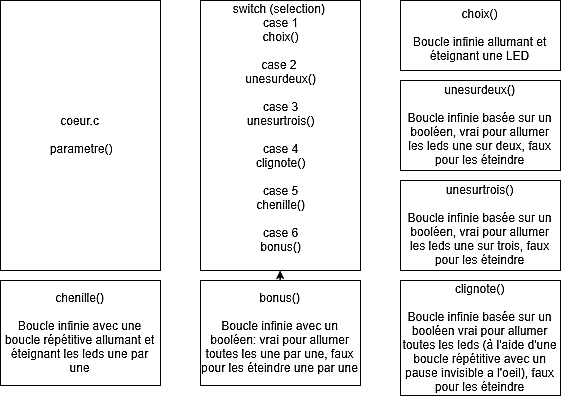 coeur.c
parametre()
switch (selection)
case 1
choix()
case 2
unesurdeux()
case 3
unesurtrois()
case 4
clignote()
case 5
chenille()
case 6
bonus()
choix()
Boucle infinie allumant et
éteignant une LED
unesurdeux()
Boucle infinie basée sur un
booléen, vrai pour allumer
les leds une sur deux, faux
pour les éteindre
unesurtrois()
Boucle infinie basée sur un
booléen, vrai pour allumer
les leds une sur trois, faux
pour les éteindre
chenille()
Boucle infinie avec une
boucle répétitive allumant et
éteignant les leds une par
une
bonus()
Boucle infinie avec un
booléen: vrai pour allumer
toutes les une par une, faux
pour les éteindre une par une
clignote()
Boucle infinie basée sur un
booléen vrai pour allumer
toutes les leds (à l'aide d'une
boucle répétitive avec un
pause invisible a l'oeil), faux
pour les éteindre